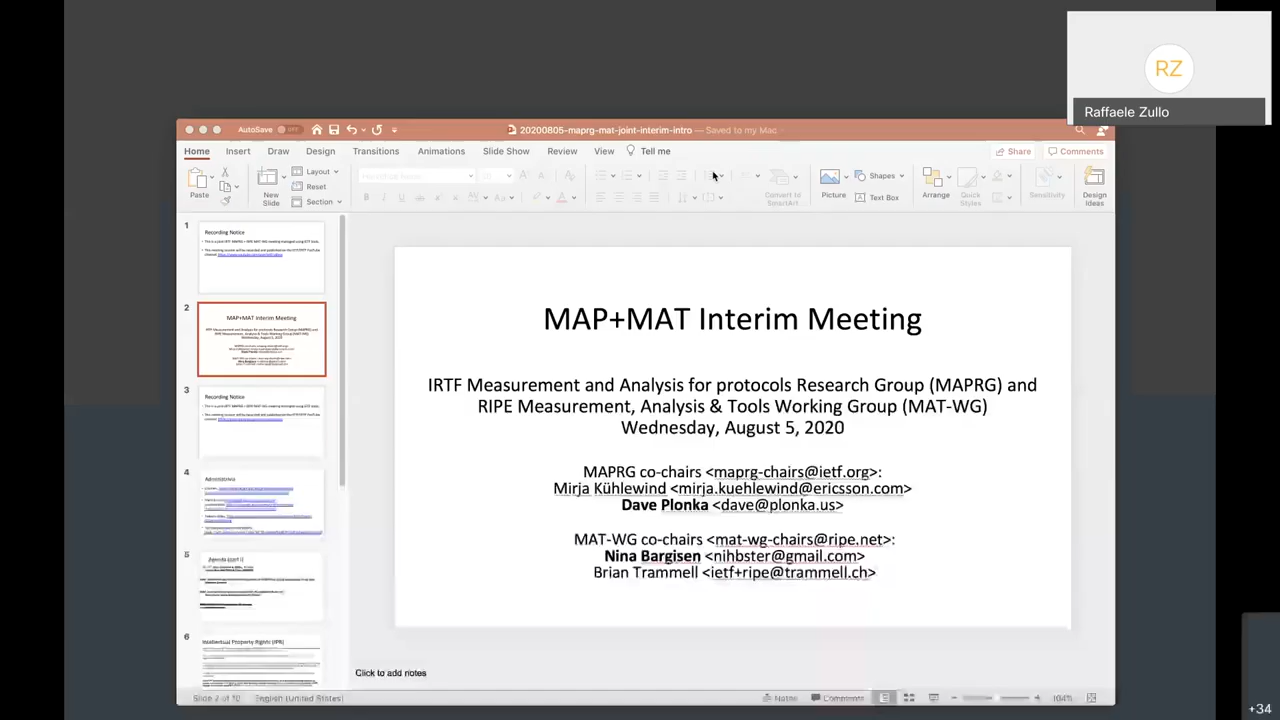 RZ
Raffaele Zullo
AutoSave OFF
20200805-maprg-mat-joint-interim-intro — Saved to my Mac
Home Insert Draw Design Transitions Animations Slide Show Review View Tell me
Share Comments
Paste
New Slide
Layout
Reset
Section
Convert to SmartArt
Picture
Shapes
Text Box
Arrange
Quick Styles
Sensitivity
Design Ideas
1
Recording Notice
2
MAP+MAT Interim Meeting
3
Recording Notice
4
Administrivia
5
Agenda (part I)
6
Intellectual Property Rights (IPR)
MAP+MAT Interim Meeting
IRTF Measurement and Analysis for protocols Research Group (MAPRG) and
RIPE Measurement, Analysis & Tools Working Group (MAT-WG)
Wednesday, August 5, 2020
MAPRG co-chairs <maprg-chairs@ietf.org>:
Mirja Kühlewind <mirja.kuehlewind@ericsson.com>
Dave Plonka <dave@plonka.us>
MAT-WG co-chairs <mat-wg-chairs@ripe.net>:
Nina Bargisen <nihbster@gmail.com>
Brian Trammell <ietf+ripe@trammell.ch>
Click to add notes
English (United States)
Notes
Comments
+34